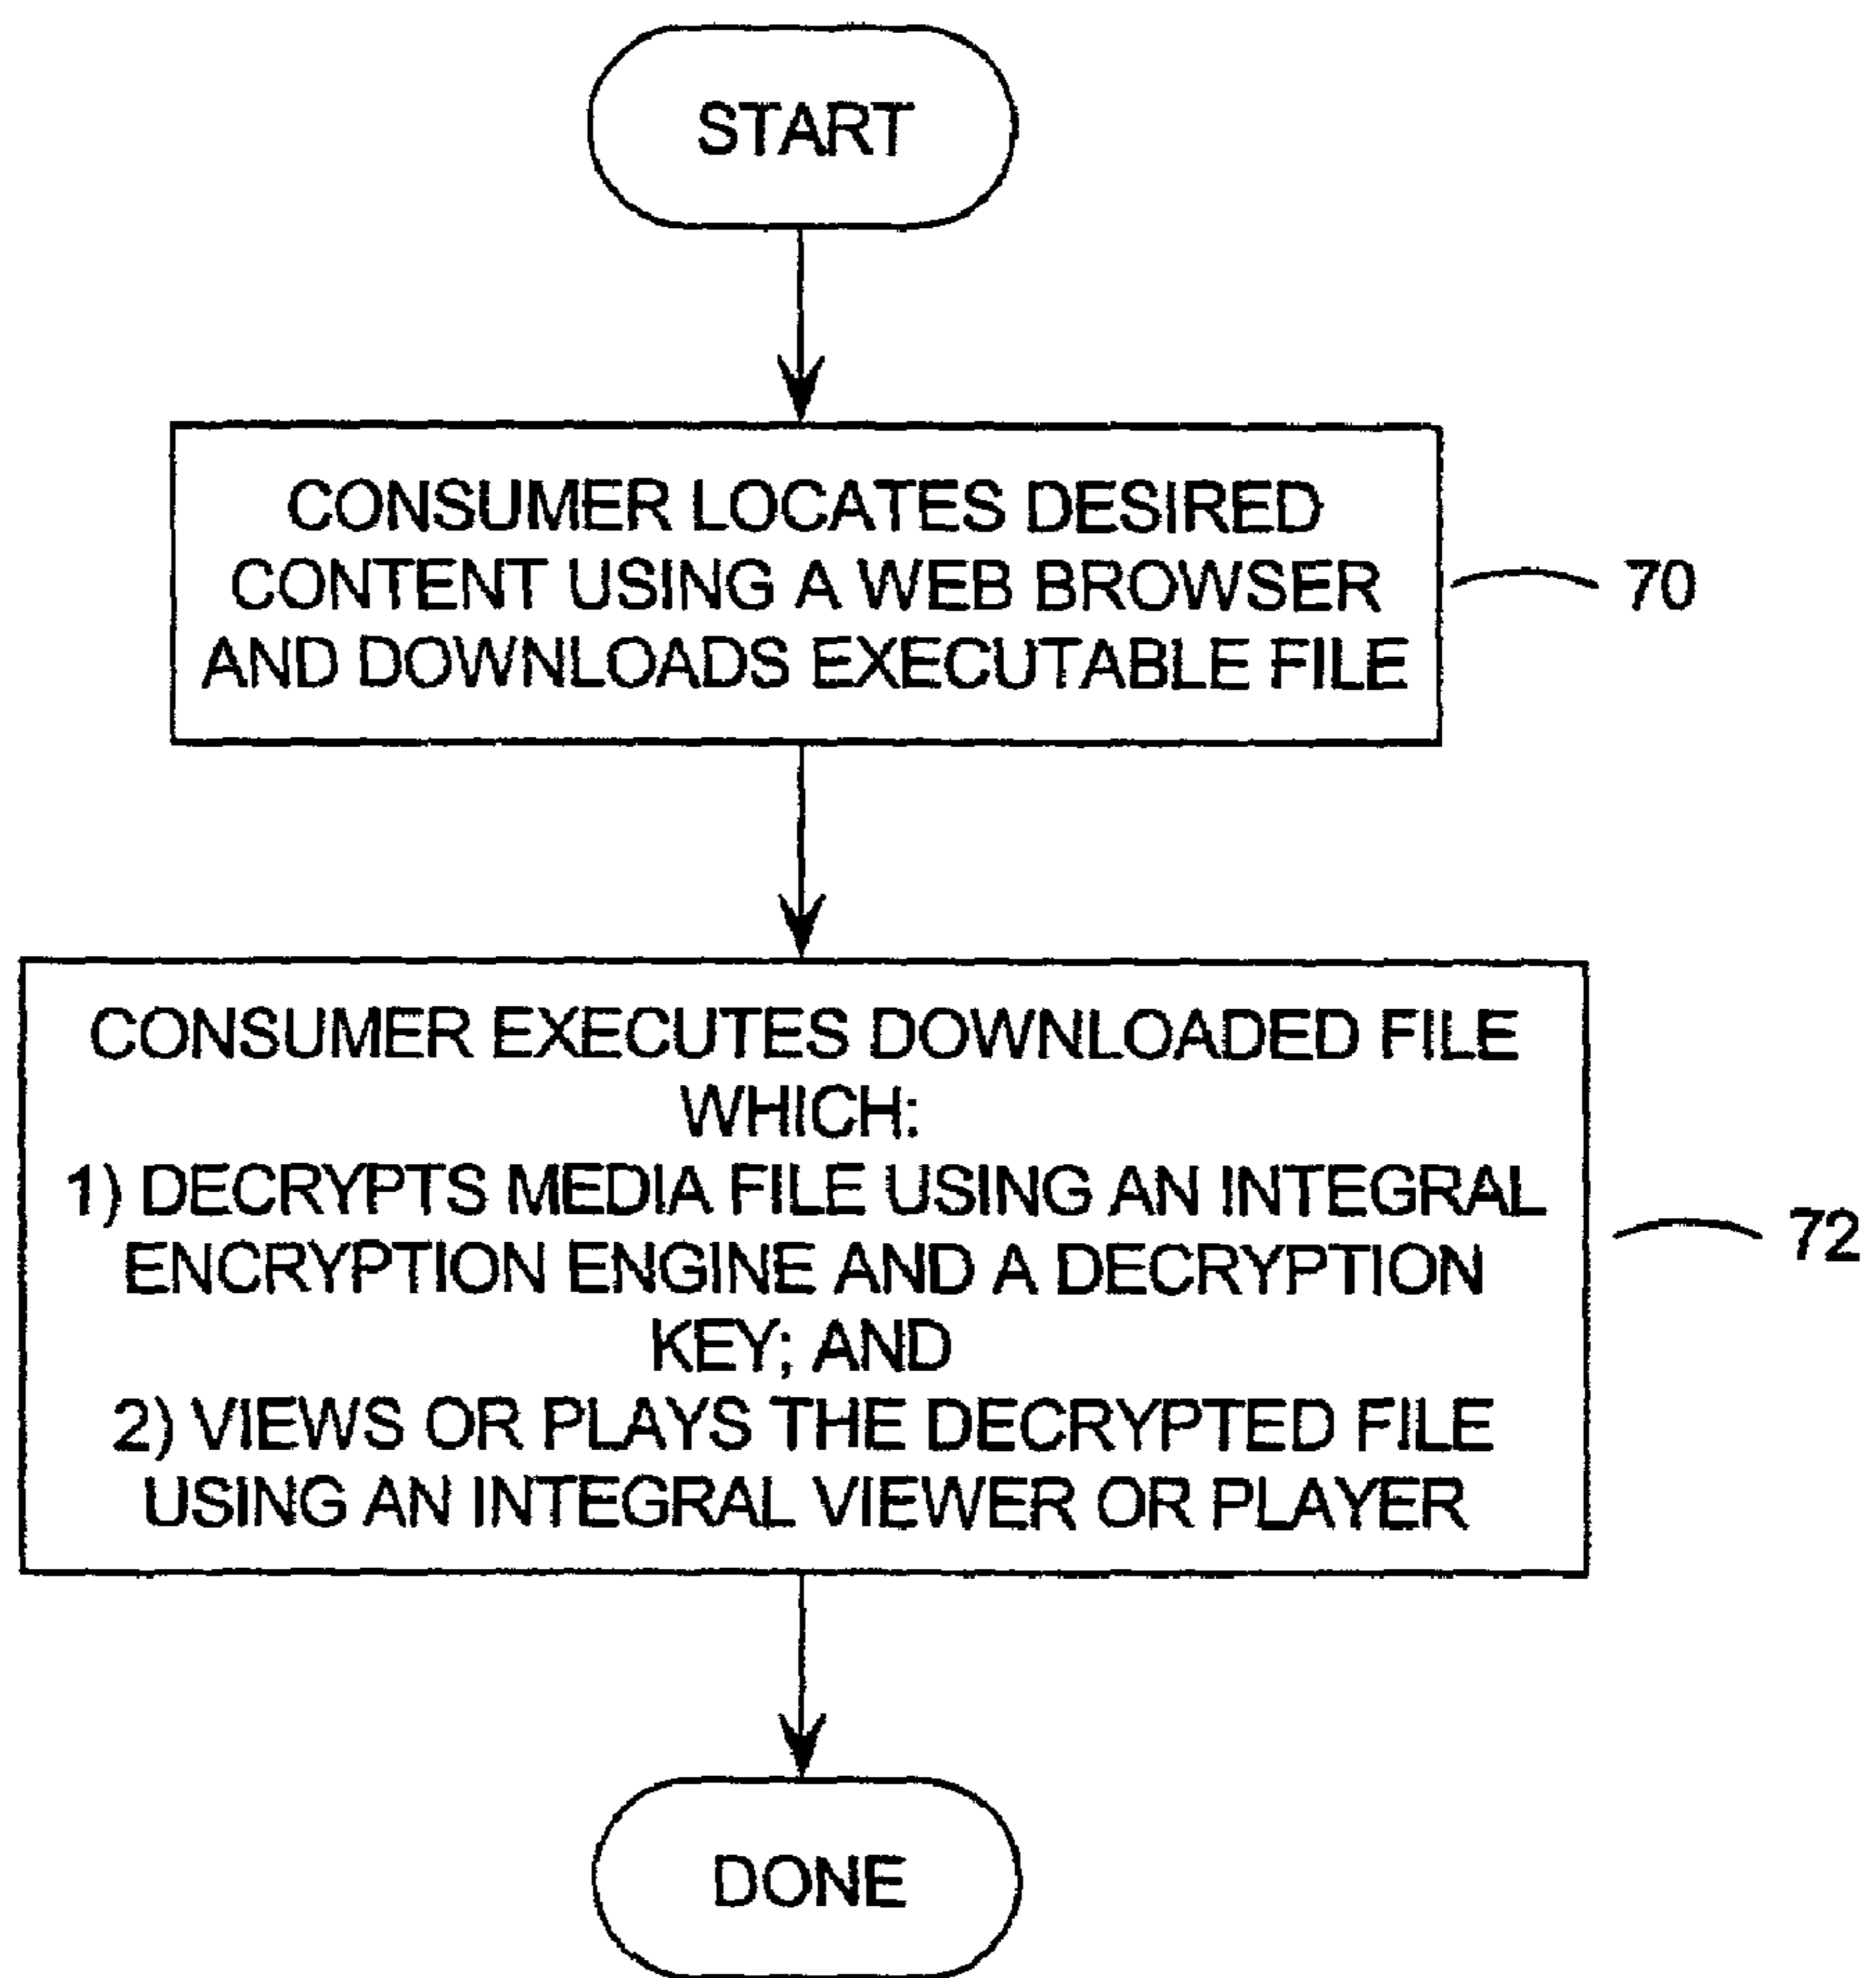 START
CONSUMER LOCATES DESIRED
CONTENT USING A WEB BROWSER
AND DOWNLOADS EXECUTABLE FILE
70
CONSUMER EXECUTES DOWNLOADED FILE
WHICH:
1) DECRYPTS MEDIA FILE USING AN INTEGRAL
ENCRYPTION ENGINE AND A DECRYPTION
KEY; AND
2) VIEWS OR PLAYS THE DECRYPTED FILE
USING AN INTEGRAL VIEWER OR PLAYER
72
DONE